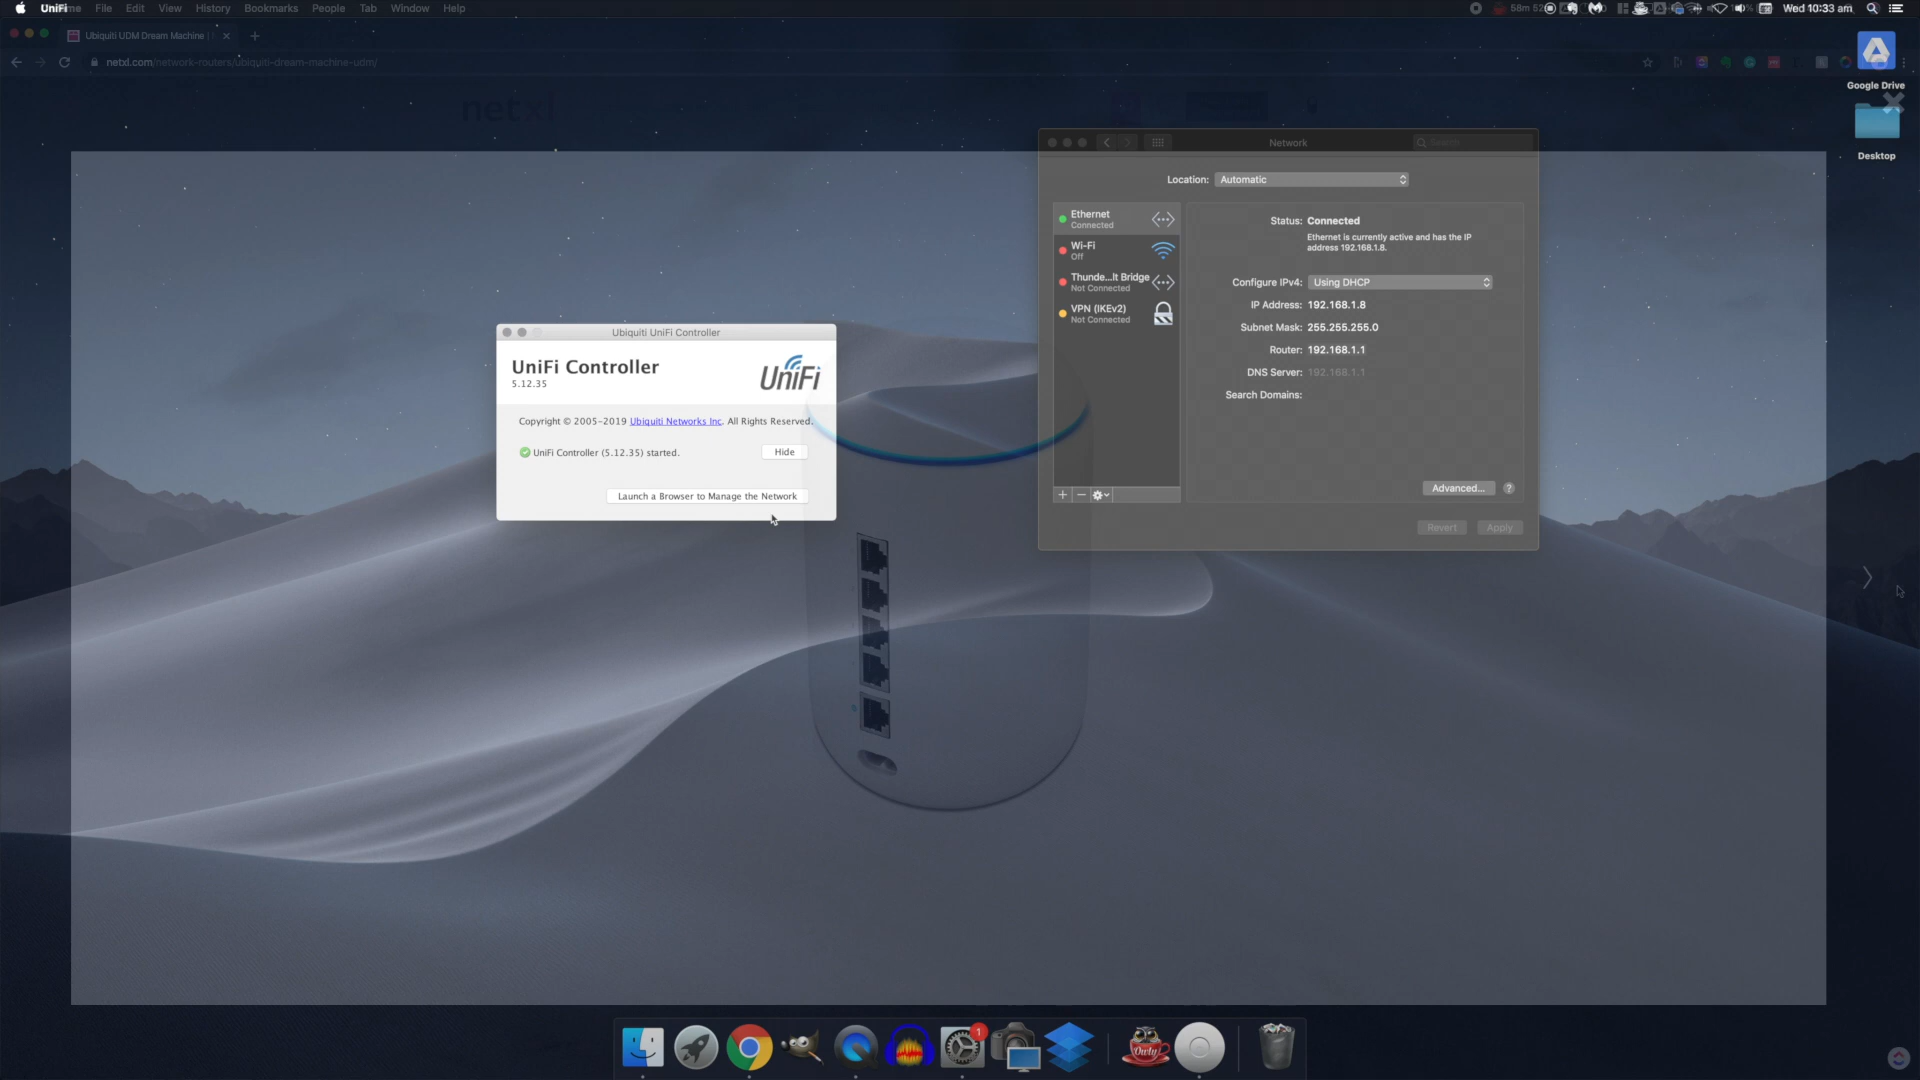 UniFi
File Edit View History Bookmarks People Tab Window Help
58m
Wed 10:33 am
Ubiquiti UDM Dream Machine |
netxl.com/network-routers/ubiquiti-dream-machine-udm/
netxl
Google Drive
Desktop
Network
Search
Location: Automatic
Ethernet
Connected
Wi-Fi
Off
Thunde...lt Bridge
Not Connected
VPN (IKEv2)
Not Connected
Status: Connected
Ethernet is currently active and has the IP
address 192.168.1.8.
Configure IPv4: Using DHCP
IP Address: 192.168.1.8
Subnet Mask: 255.255.255.0
Router: 192.168.1.1
DNS Server: 192.168.1.1
Search Domains:
Advanced...
?
Revert
Apply
Ubiquiti UniFi Controller
UniFi Controller
5.12.35
UniFi
Copyright © 2005-2019 Ubiquiti Networks Inc. All Rights Reserved.
UniFi Controller (5.12.35) started.
Hide
Launch a Browser to Manage the Network
1
Owly